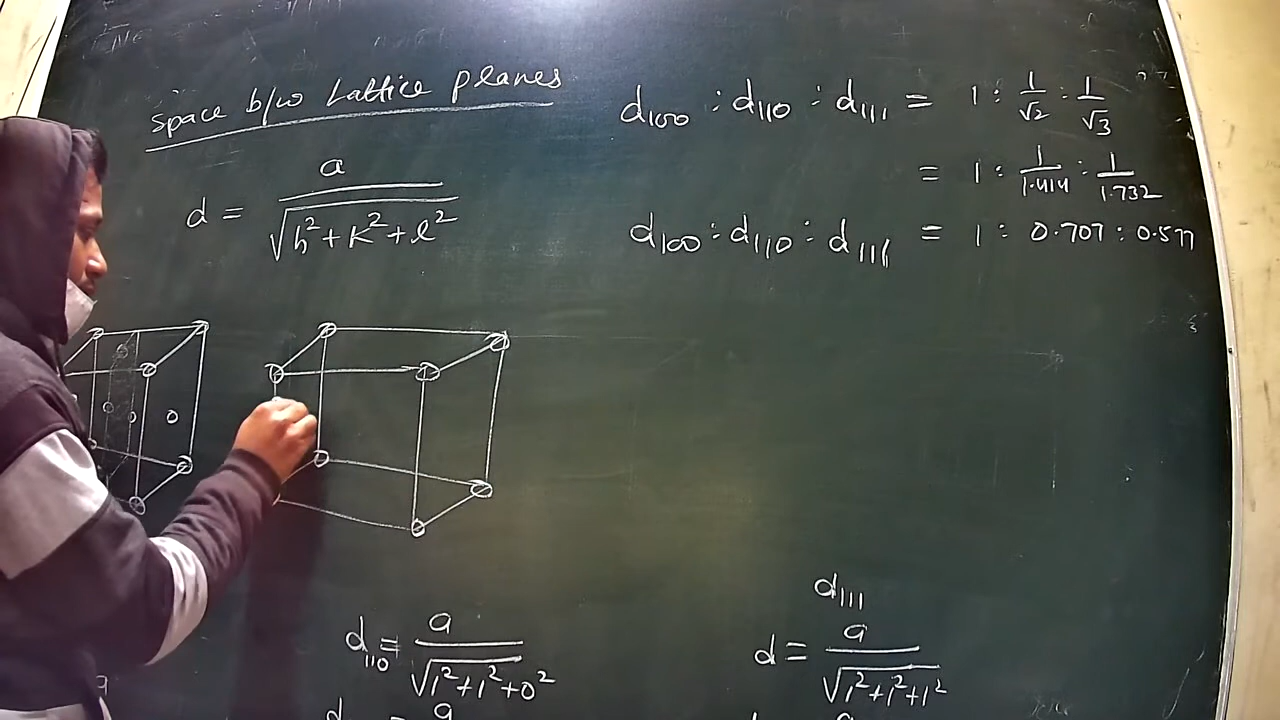 space b/w Lattice planes
d = a / √h²+k²+l²
d₁₀₀ : d₁₁₀ : d₁₁₁ = 1 : 1/√2 : 1/√3
= 1 : 1/1.414 : 1/1.732
d₁₀₀ : d₁₁₀ : d₁₁₁ = 1 : 0.707 : 0.577
d₁₁₀ = a / √1²+1²+0²
d₁₁₁
d = a / √1²+1²+1²